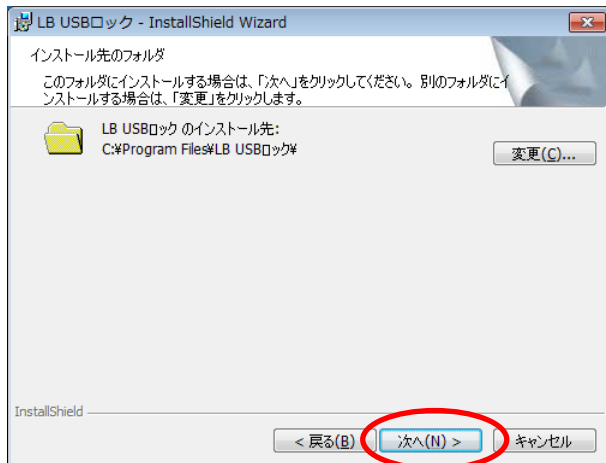 LB USBロック - InstallShield Wizard
インストール先のフォルダ
このフォルダにインストールする場合は、「次へ」をクリックしてください。別のフォルダにイ
ンストールする場合は、「変更」をクリックします。
LB USBロック のインストール先:
C:¥Program Files¥LB USBロック¥
変更(C)...
InstallShield
< 戻る(B)
次へ(N) >
キャンセル